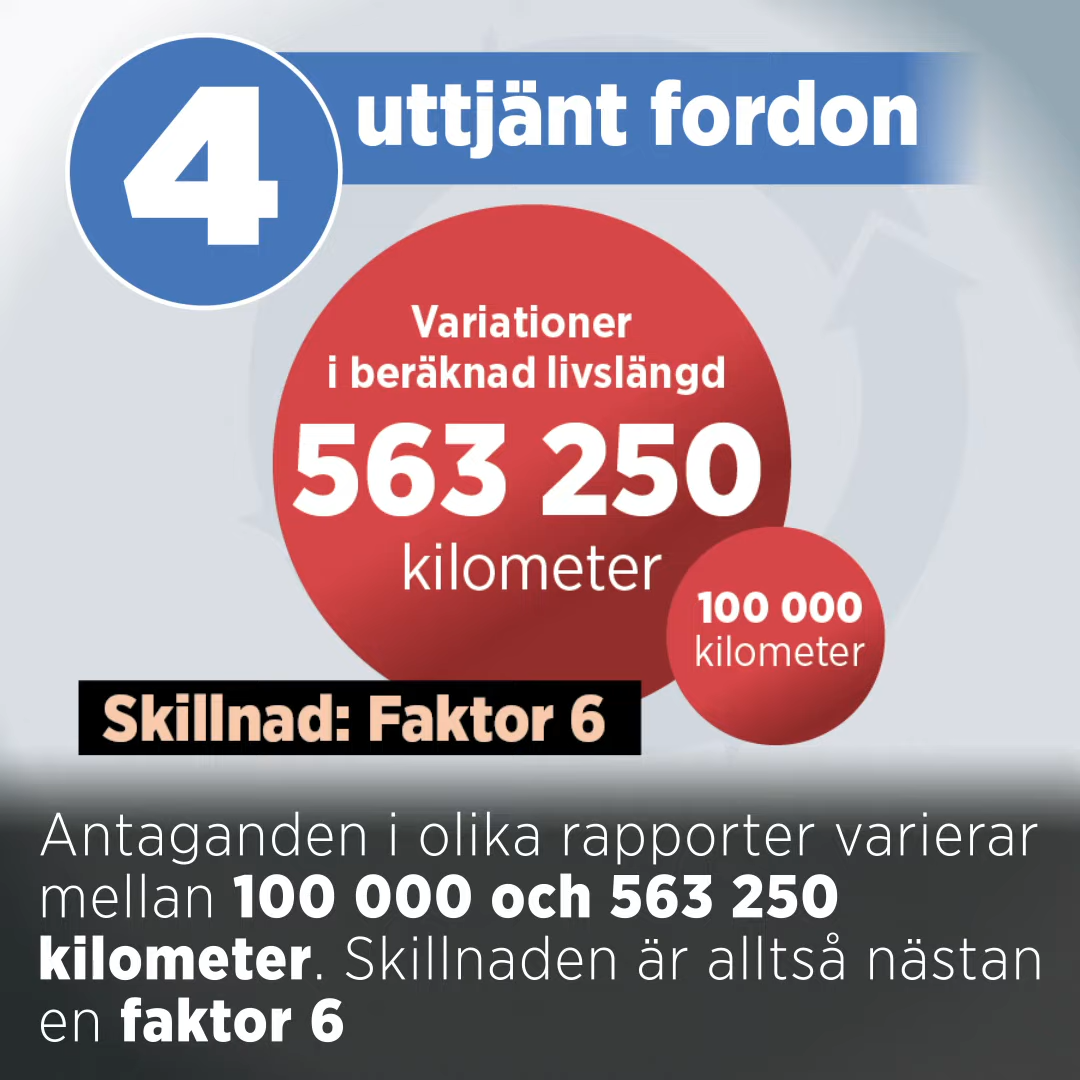 4
uttjänt fordon
Variationer
i beräknad livslängd
563 250
kilometer
100 000
kilometer
Skillnad: Faktor 6
Antaganden i olika rapporter varierar
mellan 100 000 och 563 250
kilometer. Skillnaden är alltså nästan
en faktor 6